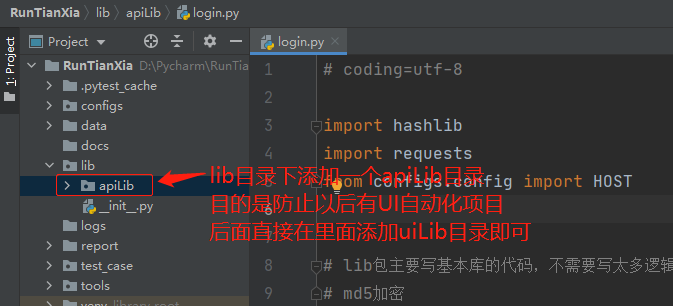 RunTianXia › lib › apiLib › login.py
1: Project
Project
login.py
RunTianXia D:\Pycharm\RunTia
.pytest_cache
configs
data
docs
lib
apiLib
__init__.py
logs
report
test_case
tools
1 # coding=utf-8
2
3 import hashlib
4 import requests
from configs.config import HOST
6
8 # lib包主要写基本库的代码，不需要写太多逻辑
9 # md5加密
lib目录下添加一个apiLib目录
目的是防止以后有UI自动化项目
后面直接在里面添加uiLib目录即可